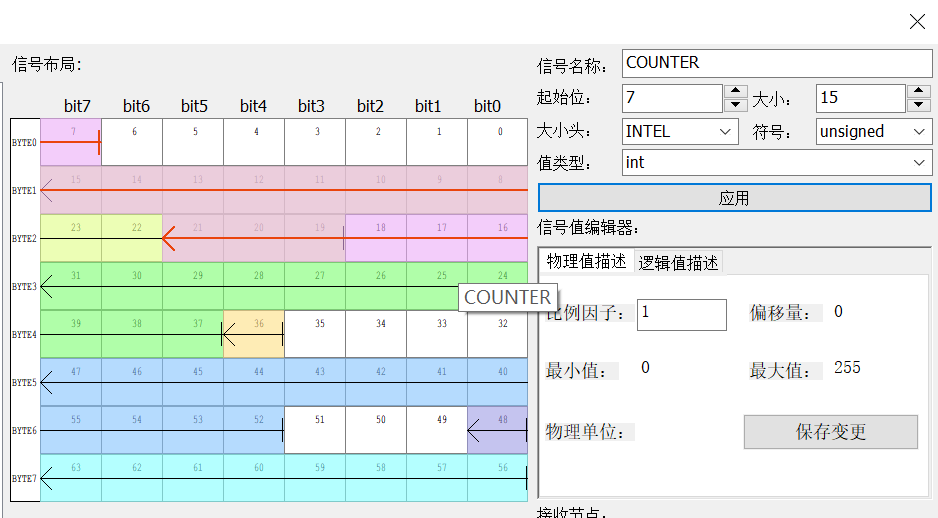 信号布局：
bit7 bit6 bit5 bit4 bit3 bit2 bit1 bit0
BYTE0 7 6 5 4 3 2 1 0
BYTE1 15 14 13 12 11 10 9 8
BYTE2 23 22 21 20 19 18 17 16
BYTE3 31 30 29 28 27 26 25 24
BYTE4 39 38 37 36 35 34 33 32
BYTE5 47 46 45 44 43 42 41 40
BYTE6 55 54 53 52 51 50 49 48
BYTE7 63 62 61 60 59 58 57 56
COUNTER
信号名称： COUNTER
起始位： 7 大小： 15
大小头： INTEL 符号： unsigned
值类型： int
应用
信号值编辑器：
物理值描述 逻辑值描述
比例因子： 1 偏移量： 0
最小值： 0 最大值： 255
物理单位： 保存变更
接收节点：